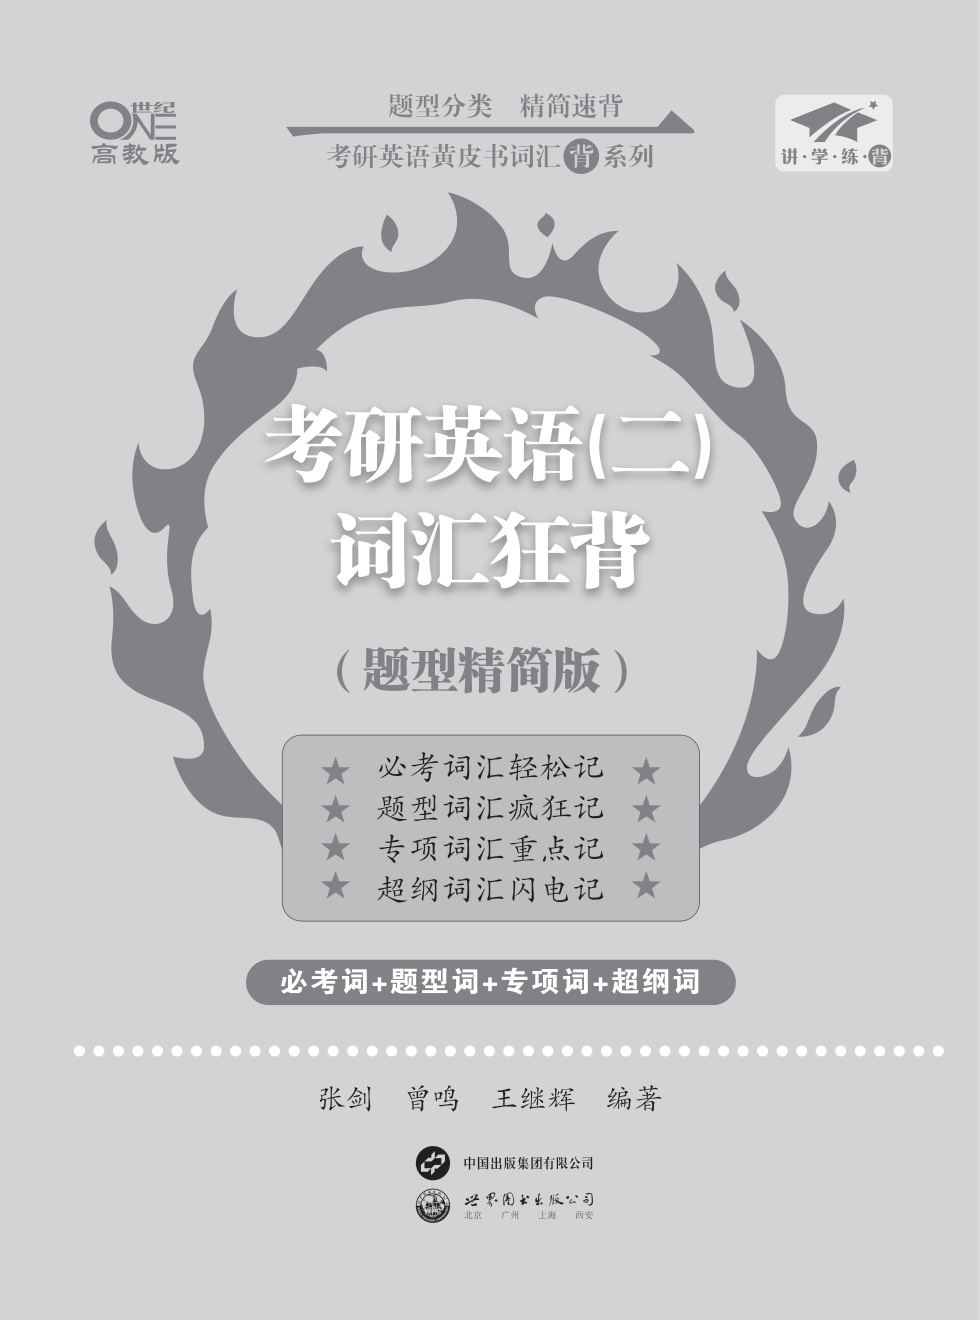 世纪
ONE
高教版
题型分类 精简速背
考研英语黄皮书词汇背系列
讲·学·练·背
考研英语(二)
词汇狂背
(题型精简版)
★ 必考词汇轻松记 ★
★ 题型词汇疯狂记 ★
★ 专项词汇重点记 ★
★ 超纲词汇闪电记 ★
必考词+题型词+专项词+超纲词
张剑 曾鸣 王继辉 编著
中国出版集团有限公司
世界图书出版公司
北京 广州 上海 西安